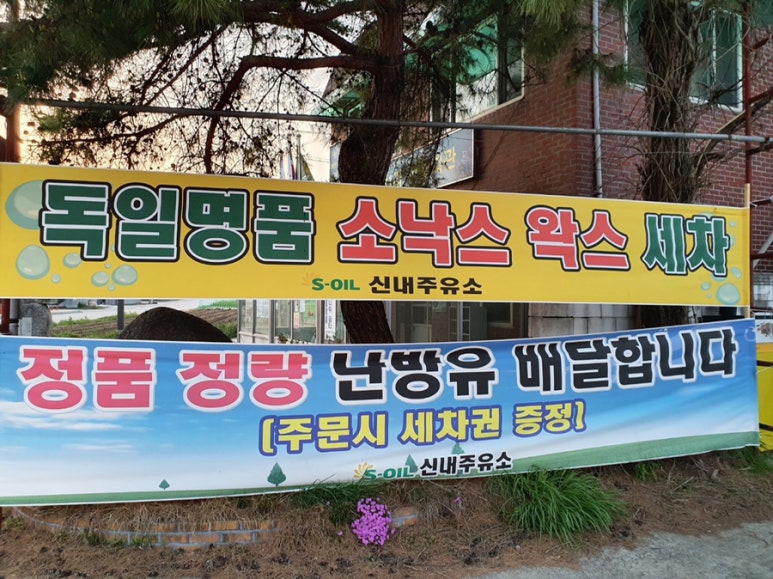 독일명품 소낙스 왁스 세차
S-OIL 신내주유소
정품 정량 난방유 배달합니다
(주문시 세차권 증정)
S-OIL 신내주유소